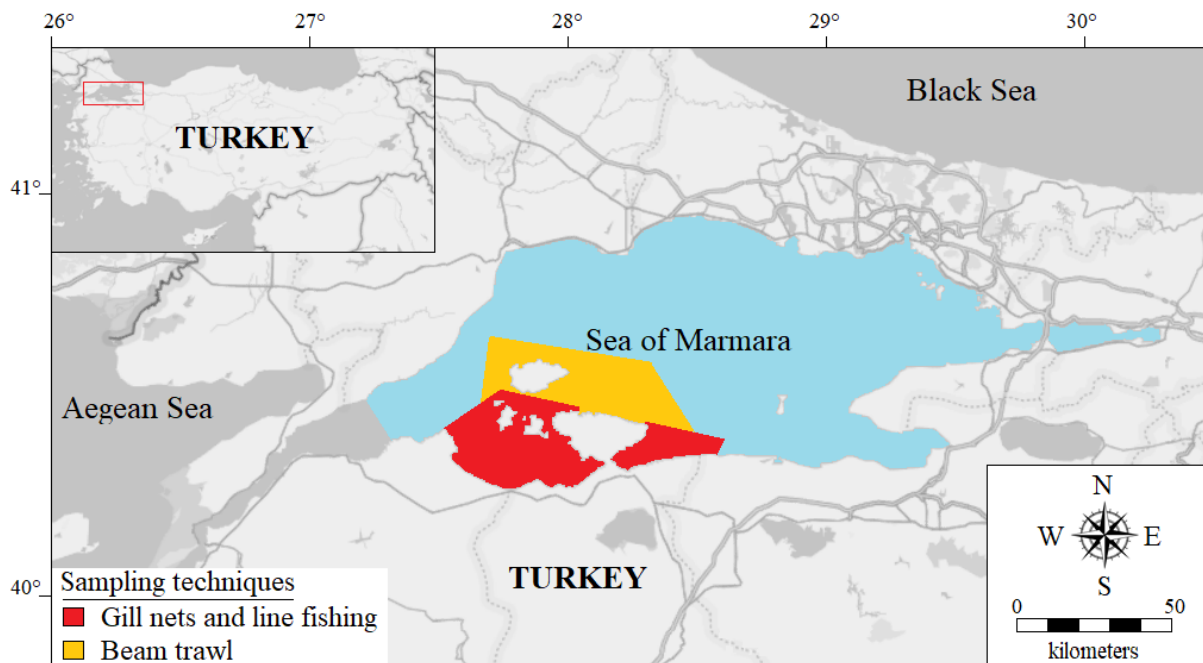 26°
27°
28°
29°
30°
Black Sea
TURKEY
41°
Sea of Marmara
Aegean Sea
N
W
E
S
40°
TURKEY
Sampling techniques
Gill nets and line fishing
Beam trawl
0
50
kilometers